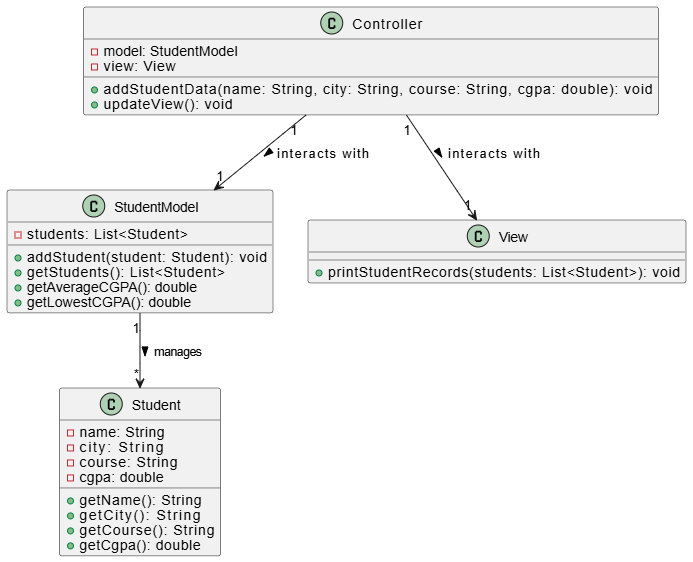 C Controller
model: StudentModel
view: View
addStudentData(name: String, city: String, course: String, cgpa: double): void
updateView(): void
1
1
interacts with
interacts with
1
1
C StudentModel
students: List<Student>
addStudent(student: Student): void
getStudents(): List<Student>
getAverageCGPA(): double
getLowestCGPA(): double
C View
printStudentRecords(students: List<Student>): void
1
manages
*
C Student
name: String
city: String
course: String
cgpa: double
getName(): String
getCity(): String
getCourse(): String
getCgpa(): double